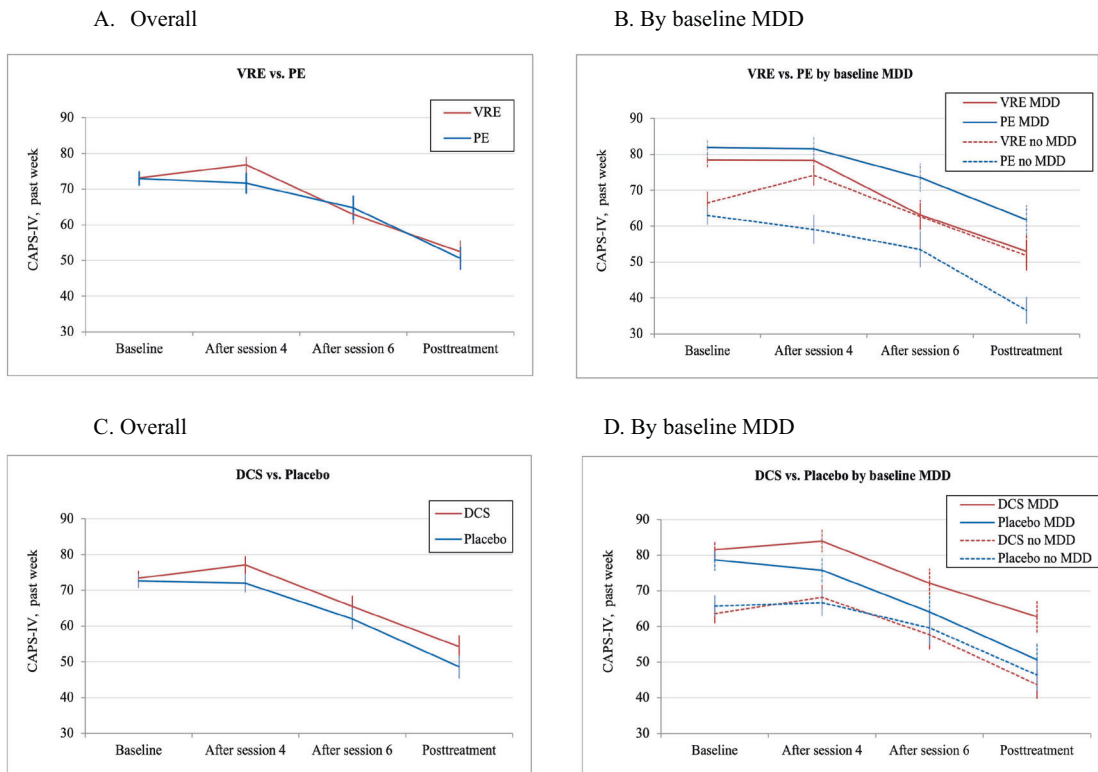 A. Overall
VRE vs. PE
VRE
PE
CAPS-IV, past week
90
80
70
60
50
40
30
Baseline
After session 4
After session 6
Posttreatment
B. By baseline MDD
VRE vs. PE by baseline MDD
VRE MDD
PE MDD
VRE no MDD
PE no MDD
CAPS-IV, past week
90
80
70
60
50
40
30
Baseline
After session 4
After session 6
Posttreatment
C. Overall
DCS vs. Placebo
DCS
Placebo
CAPS-IV, past week
90
80
70
60
50
40
30
Baseline
After session 4
After session 6
Posttreatment
D. By baseline MDD
DCS vs. Placebo by baseline MDD
DCS MDD
Placebo MDD
DCS no MDD
Placebo no MDD
CAPS-IV, past week
90
80
70
60
50
40
30
Baseline
After session 4
After session 6
Posttreatment